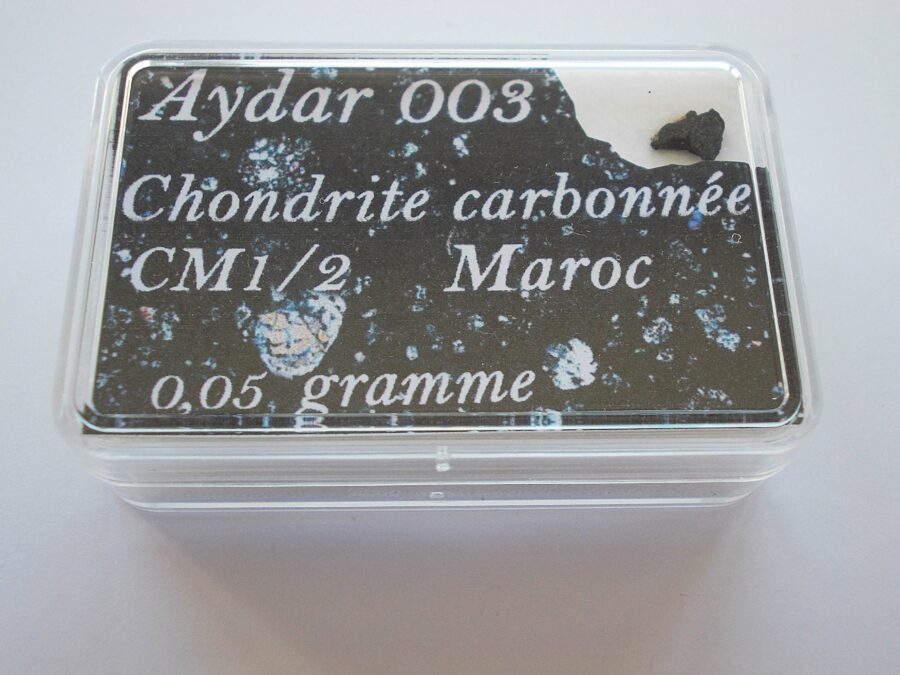 Aydar 003
Chondrite carbonnée
CM1/2 Maroc
0,05 gramme